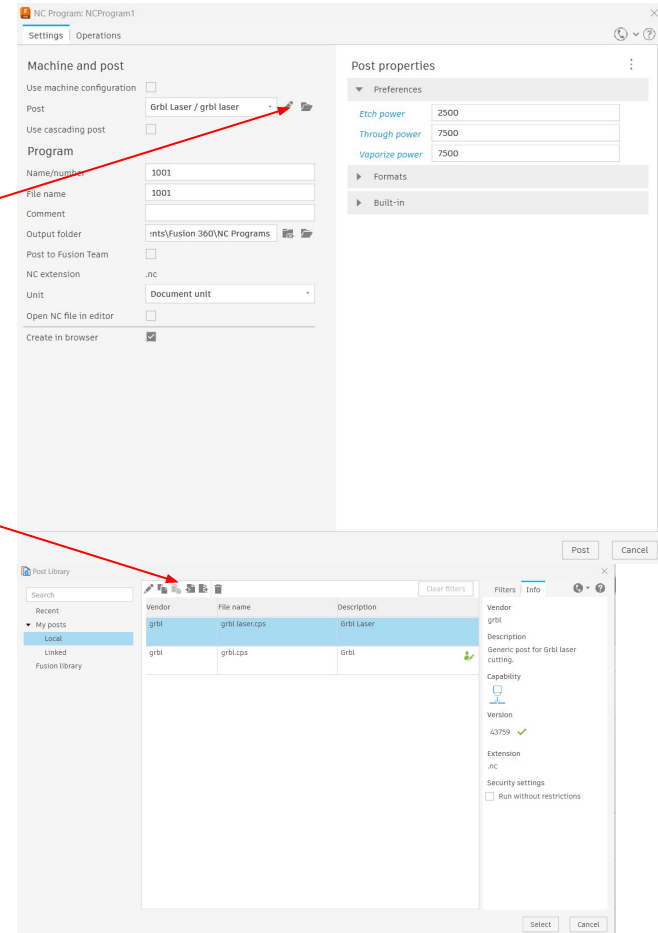 NC Program: NCProgram1
Settings Operations
Machine and post
Use machine configuration
Post Grbl Laser / grbl laser
Use cascading post
Program
Name/number 1001
File name 1001
Comment
Output folder ents\Fusion 360\NC Programs
Post to Fusion Team
NC extension .nc
Unit Document unit
Open NC file in editor
Create in browser
Post properties
Preferences
Etch power 2500
Through power 7500
Vaporize power 7500
Formats
Built-in
Post Cancel
Post Library
Search
Recent
My posts
Local
Linked
Fusion library
Clear filters
Vendor File name Description
grbl grbl laser.cps Grbl Laser
grbl grbl.cps Grbl
Filters Info
Vendor
grbl
Description
Generic post for Grbl laser
cutting.
Capability
Version
43759
Extension
.nc
Security settings
Run without restrictions
Select Cancel